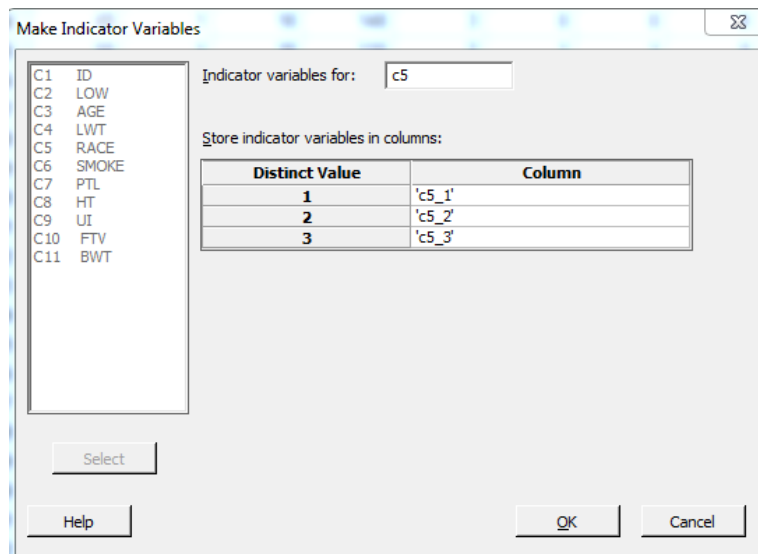 Make Indicator Variables
C1 ID
C2 LOW
C3 AGE
C4 LWT
C5 RACE
C6 SMOKE
C7 PTL
C8 HT
C9 UI
C10 FTV
C11 BWT
Indicator variables for: c5
Store indicator variables in columns:
Distinct Value Column
1 'c5_1'
2 'c5_2'
3 'c5_3'
Select
Help OK Cancel